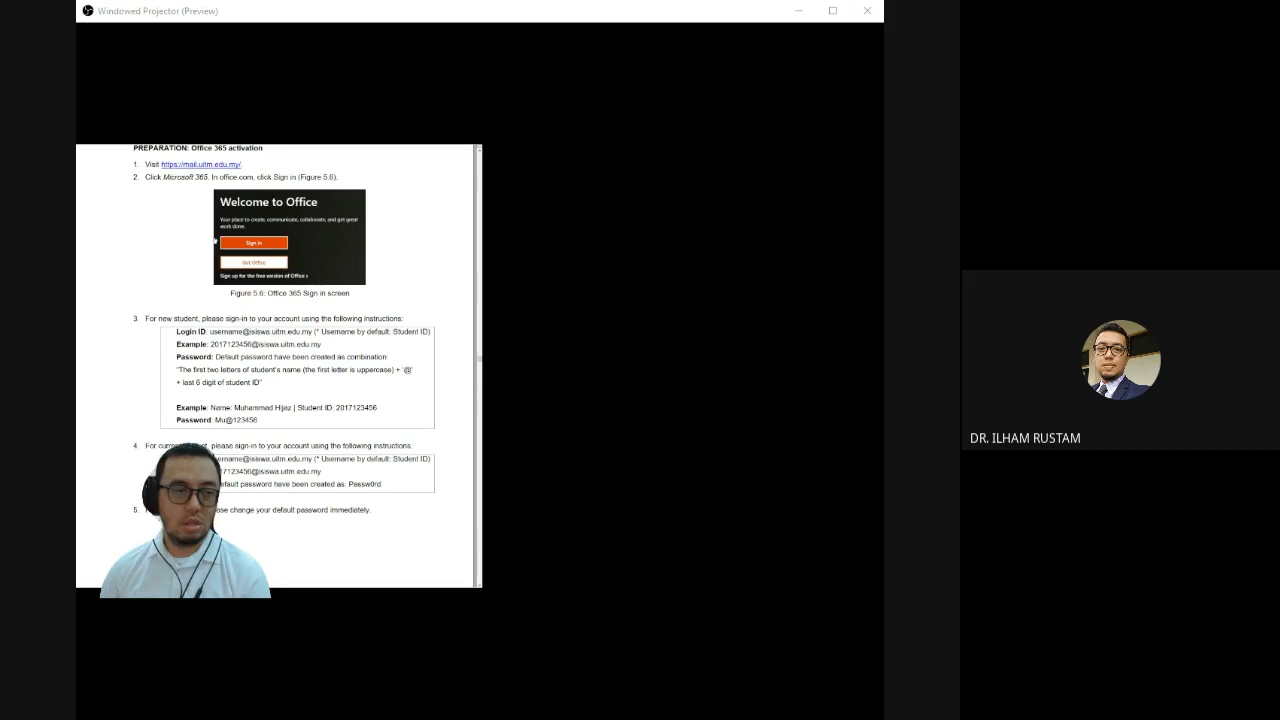 Windowed Projector (Preview)
PREPARATION: Office 365 activation
1. Visit https://mail.uitm.edu.my/.
2. Click Microsoft 365. In office.com, click Sign in (Figure 5.6).
Welcome to Office
Your place to create, communicate, collaborate, and get great
work done.
Sign in
Get Office
Sign up for the free version of Office >
Figure 5.6: Office 365 Sign in screen
3. For new student, please sign-in to your account using the following instructions:
Login ID: username@isiswa.uitm.edu.my (* Username by default: Student ID)
Example: 2017123456@isiswa.uitm.edu.my
Password: Default password have been created as combination:
"The first two letters of student's name (the first letter is uppercase) + '@'
+ last 6 digit of student ID"
Example: Name: Muhammad Hijaz | Student ID: 2017123456
Password: Mu@123456
4. For please sign-in to your account using the following instructions.
@isiswa.uitm.edu.my (* Username by default: Student ID)
7123456@isiswa.uitm.edu.my
password have been created as: Passw0rd
5. change your default password immediately.
DR. ILHAM RUSTAM